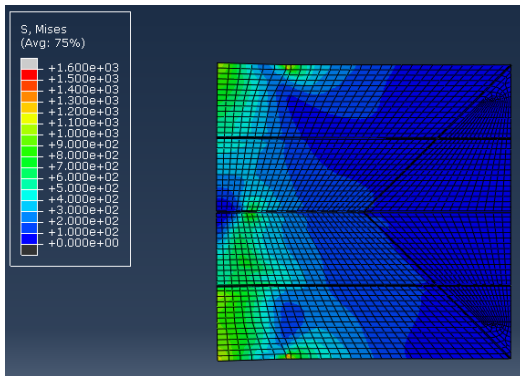 S, Mises
(Avg: 75%)
+1.600e+03
+1.500e+03
+1.400e+03
+1.300e+03
+1.200e+03
+1.100e+03
+1.000e+03
+9.000e+02
+8.000e+02
+7.000e+02
+6.000e+02
+5.000e+02
+4.000e+02
+3.000e+02
+2.000e+02
+1.000e+02
+0.000e+00